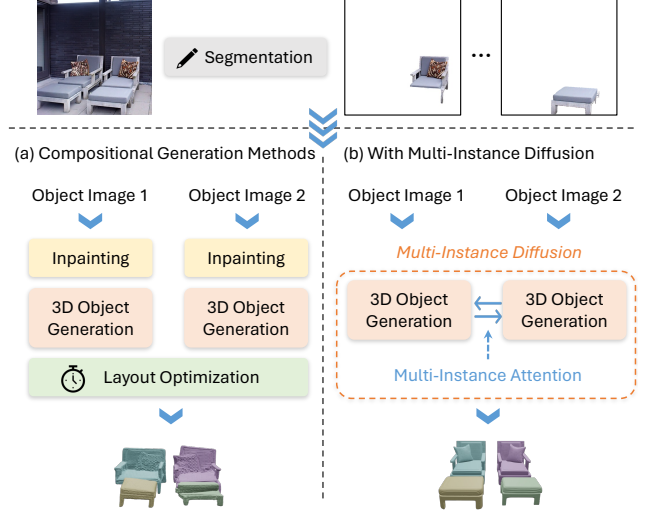 Segmentation
...
(a) Compositional Generation Methods
(b) With Multi-Instance Diffusion
Object Image 1
Object Image 2
Object Image 1
Object Image 2
Inpainting
Inpainting
Multi-Instance Diffusion
3D Object
Generation
3D Object
Generation
3D Object
Generation
3D Object
Generation
Layout Optimization
Multi-Instance Attention